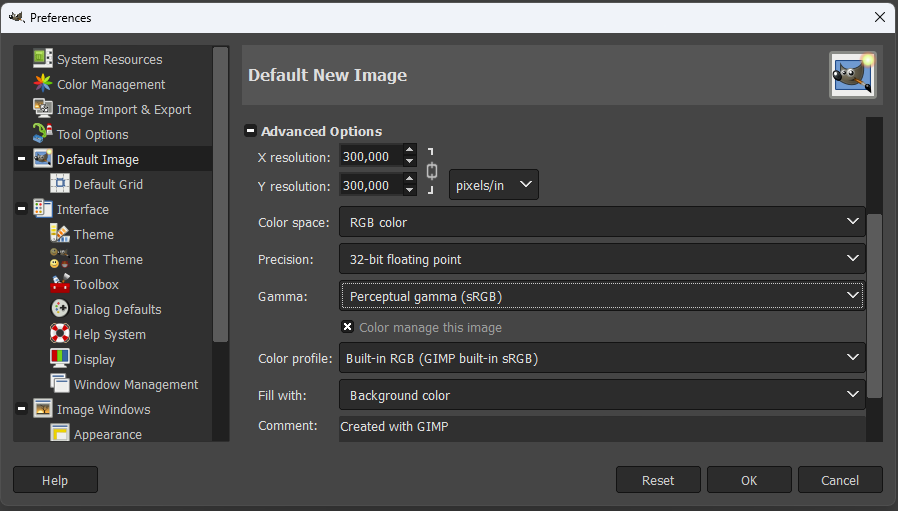 Preferences
System Resources
Color Management
Image Import & Export
Tool Options
Default Image
Default Grid
Interface
Theme
Icon Theme
Toolbox
Dialog Defaults
Help System
Display
Window Management
Image Windows
Appearance
Default New Image
Advanced Options
X resolution: 300,000
Y resolution: 300,000 pixels/in
Color space: RGB color
Precision: 32-bit floating point
Gamma: Perceptual gamma (sRGB)
Color manage this image
Color profile: Built-in RGB (GIMP built-in sRGB)
Fill with: Background color
Comment: Created with GIMP
Help Reset OK Cancel